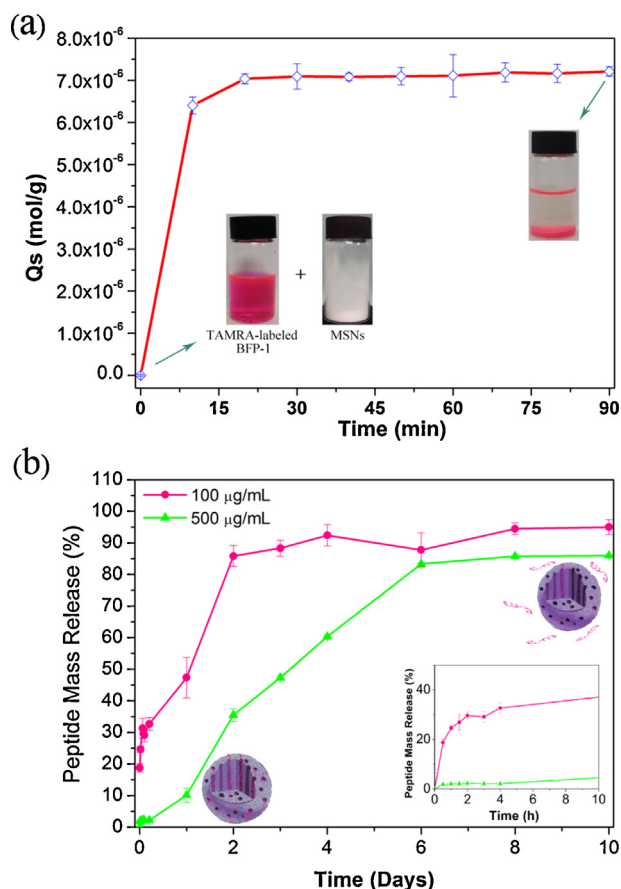 (a)
8.0x10⁻⁶
7.0x10⁻⁶
6.0x10⁻⁶
5.0x10⁻⁶
4.0x10⁻⁶
3.0x10⁻⁶
2.0x10⁻⁶
1.0x10⁻⁶
0.0
Qs (mol/g)
TAMRA-labeled
BFP-1
+
MSNs
0 15 30 45 60 75 90
Time (min)
(b)
110
100
90
80
70
60
50
40
30
20
10
0
Peptide Mass Release (%)
100 μg/mL
500 μg/mL
Peptide Mass Release (%)
40
20
0
0 2 4 6 8 10
Time (h)
0 2 4 6 8 10
Time (Days)